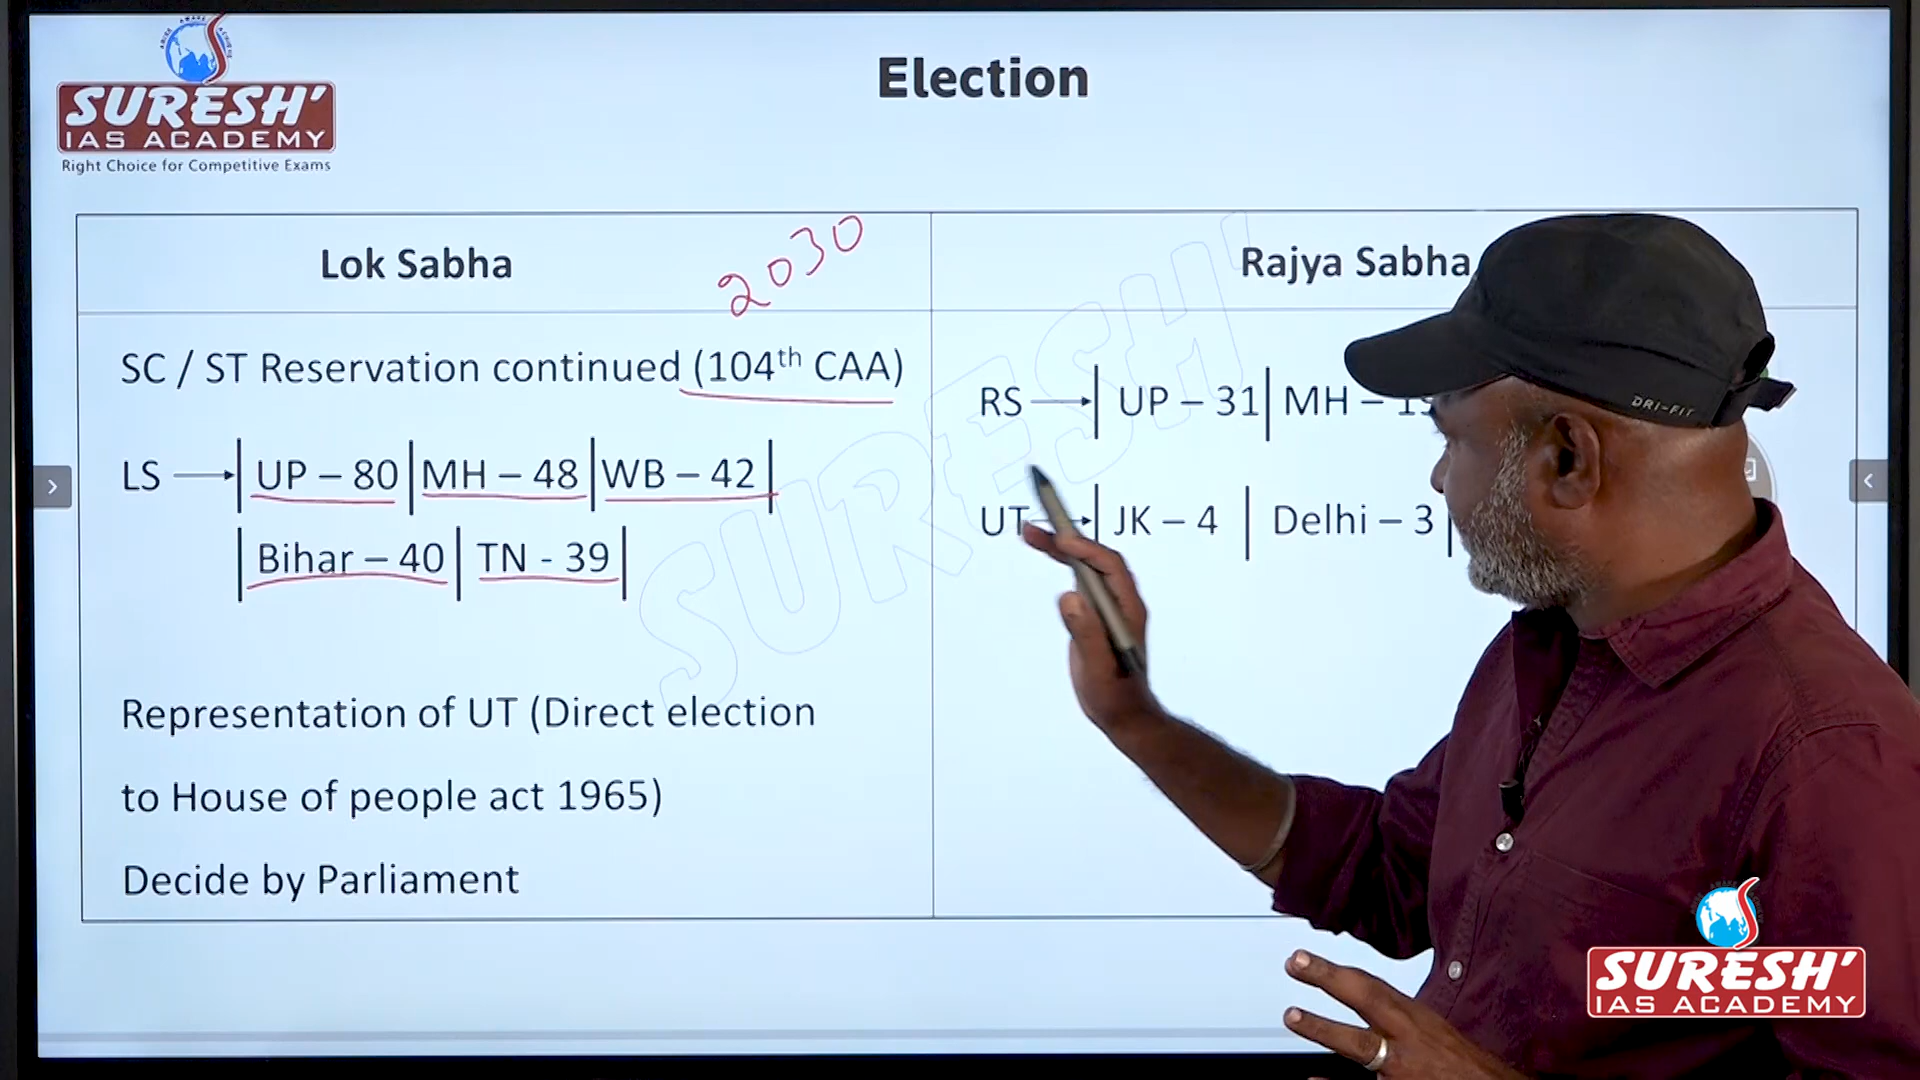 SURESH'
IAS ACADEMY
Right Choice for Competitive Exams
Election
Lok Sabha
2030
Rajya Sabha
SC / ST Reservation continued (104th CAA)
LS → | UP – 80 | MH – 48 | WB – 42 |
| Bihar – 40 | TN - 39 |
Representation of UT (Direct election
to House of people act 1965)
Decide by Parliament
RS → | UP – 31 | MH –
UT → | JK – 4 | Delhi – 3 |
SURESH'
DRI-FIT
SURESH'
IAS ACADEMY